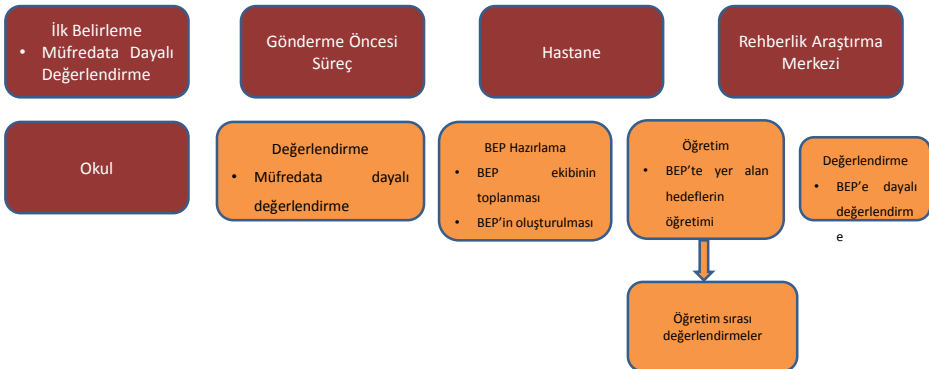 İlk Belirleme
• Müfredata Dayalı
Değerlendirme
Gönderme Öncesi
Süreç
Hastane
Rehberlik Araştırma
Merkezi
Okul
Değerlendirme
• Müfredata dayalı
değerlendirme
BEP Hazırlama
• BEP ekibinin
toplanması
• BEP’in oluşturulması
Öğretim
• BEP’te yer alan
hedeflerin
öğretimi
Değerlendirme
• BEP’e dayalı
değerlendirm
e
Öğretim sırası
değerlendirmeler